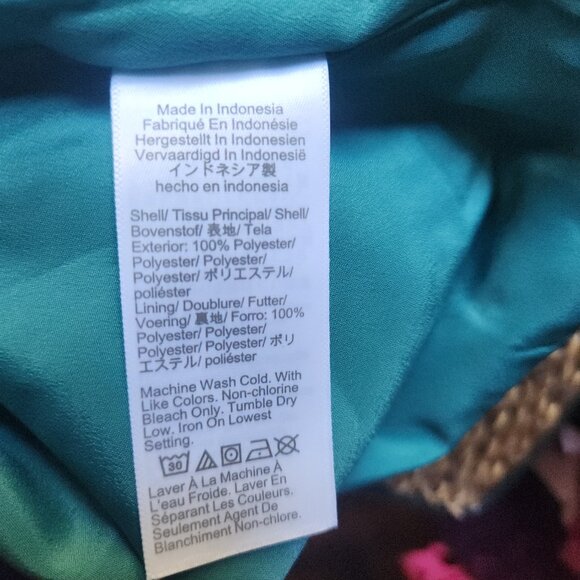 Made In Indonesia
Fabriqué En Indonésie
Hergestellt In Indonesien
Vervaardigd In Indonesië
インドネシア製
hecho en indonesia
Shell/ Tissu Principal/ Shell/
Bovenstof/ 表地/ Tela
Exterior: 100% Polyester/
Polyester/ Polyester/
Polyester/ ポリエステル/
poliéster
Lining/ Doublure/ Futter/
Voering/ 裏地/ Forro: 100%
Polyester/ Polyester/
Polyester/ Polyester/ ポリ
エステル/ poliéster
Machine Wash Cold. With
Like Colors. Non-chlorine
Bleach Only. Tumble Dry
Low. Iron On Lowest
Setting.
30
Laver À La Machine À
L'eau Froide. Laver En
Séparant Les Couleurs.
Seulement Agent De
Blanchiment Non-chlore.